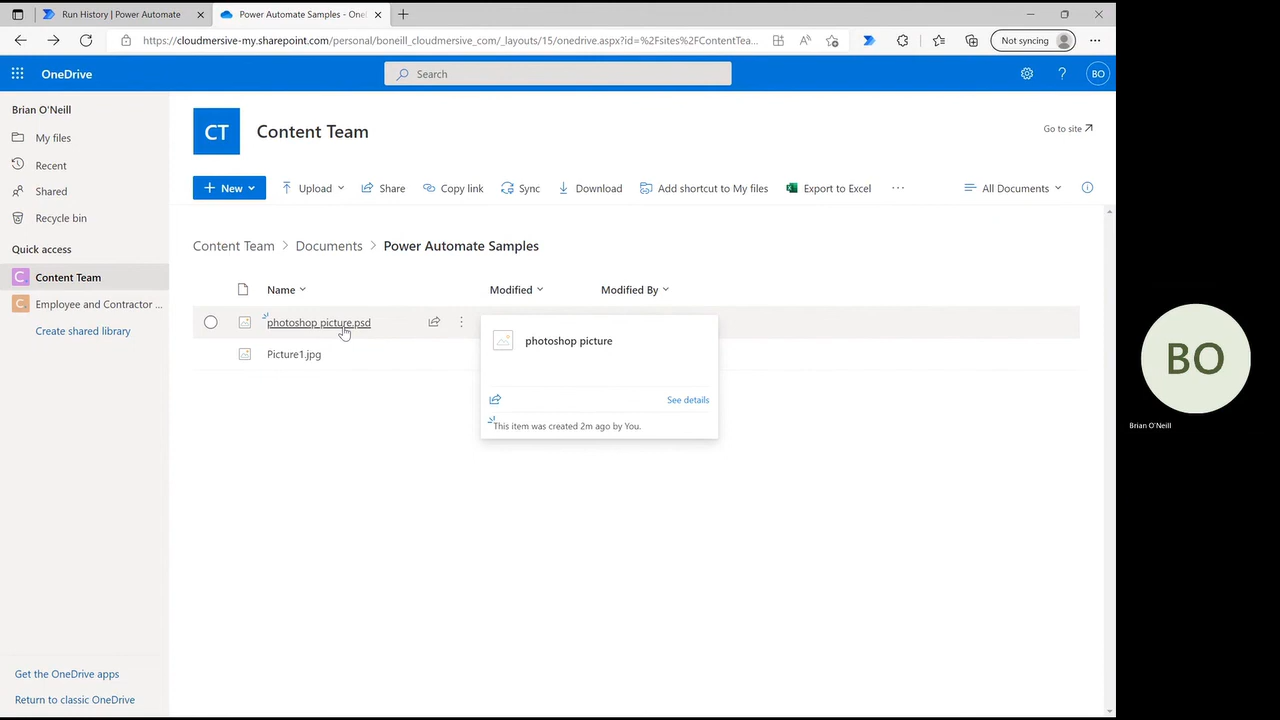 Run History | Power Automate
Power Automate Samples - One
https://cloudmersive-my.sharepoint.com/personal/boneill_cloudmersive_com/_layouts/15/onedrive.aspx?id=%2Fsites%2FContentTea...
Not syncing
OneDrive
Search
BO
Brian O'Neill
My files
Recent
Shared
Recycle bin
Quick access
C
Content Team
C
Employee and Contractor ...
Create shared library
Get the OneDrive apps
Return to classic OneDrive
CT
Content Team
Go to site
New
Upload
Share
Copy link
Sync
Download
Add shortcut to My files
Export to Excel
All Documents
Content Team > Documents > Power Automate Samples
Name
Modified
Modified By
photoshop picture.psd
Picture1.jpg
photoshop picture
See details
This item was created 2m ago by You.
BO
Brian O'Neill